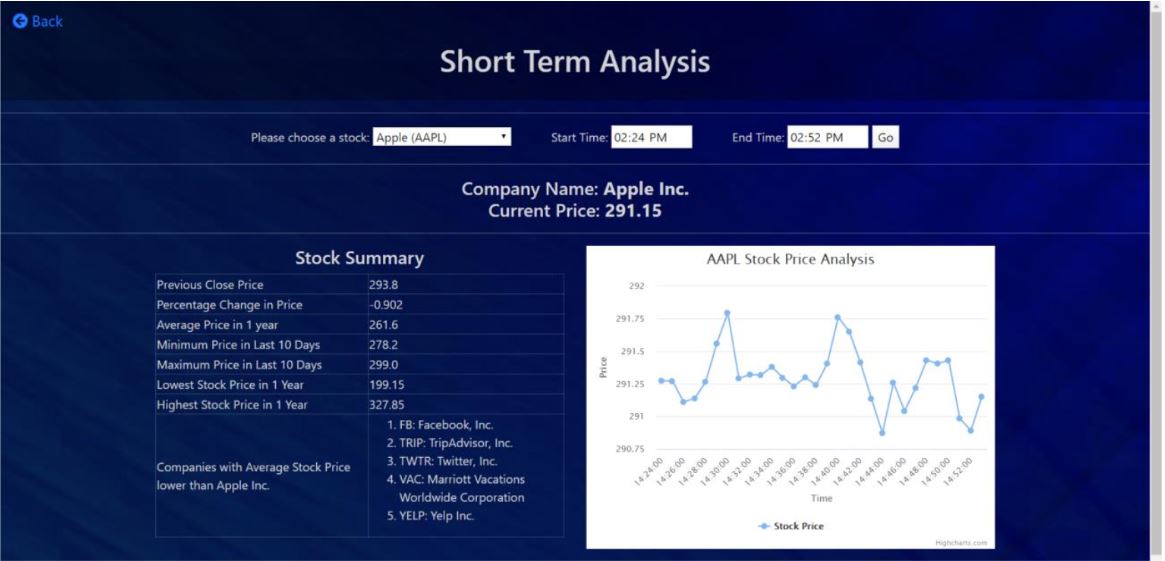 Back
Short Term Analysis
Please choose a stock: Apple (AAPL) Start Time: 02:24 PM End Time: 02:52 PM Go
Company Name: Apple Inc.
Current Price: 291.15
Stock Summary
Previous Close Price 293.8
Percentage Change in Price -0.902
Average Price in 1 year 261.6
Minimum Price in Last 10 Days 278.2
Maximum Price in Last 10 Days 299.0
Lowest Stock Price in 1 Year 199.15
Highest Stock Price in 1 Year 327.85
Companies with Average Stock Price
lower than Apple Inc.
1. FB: Facebook, Inc.
2. TRIP: TripAdvisor, Inc.
3. TWTR: Twitter, Inc.
4. VAC: Marriott Vacations
Worldwide Corporation
5. YELP: Yelp Inc.
AAPL Stock Price Analysis
Price
292
291.75
291.5
291.25
291
290.75
14:24:00 14:26:00 14:28:00 14:30:00 14:32:00 14:34:00 14:36:00 14:38:00 14:40:00 14:42:00 14:44:00 14:46:00 14:48:00 14:50:00 14:52:00
Time
Stock Price
Highcharts.com